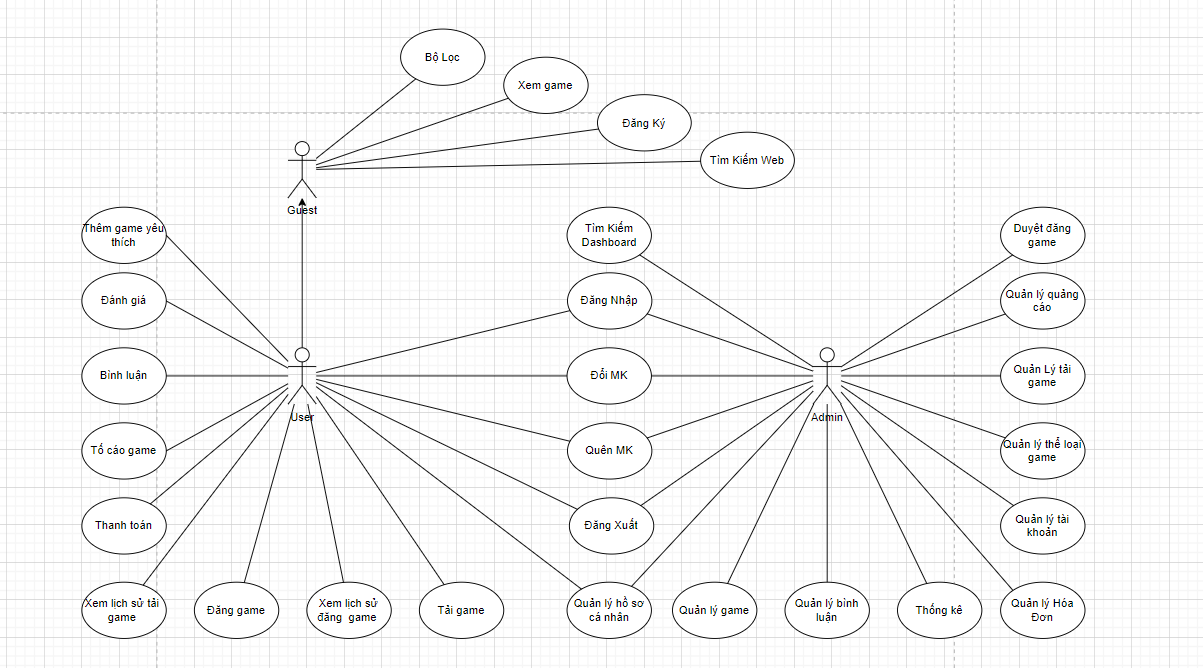 Bộ Lọc
Xem game
Đăng Ký
Tìm Kiếm Web
Guest
Thêm game yêu
thích
Tìm Kiếm
Dashboard
Duyệt đăng
game
Đánh giá
Đăng Nhập
Quản lý quảng
cáo
Bình luận
Đổi MK
Quản Lý tải
game
User
Admin
Tố cáo game
Quên MK
Quản lý thể loại
game
Thanh toán
Đăng Xuất
Quản lý tài
khoản
Xem lịch sử tải
game
Đăng game
Xem lịch sử
đăng game
Tải game
Quản lý hồ sơ
cá nhân
Quản lý game
Quản lý bình
luận
Thống kê
Quản lý Hóa
Đơn